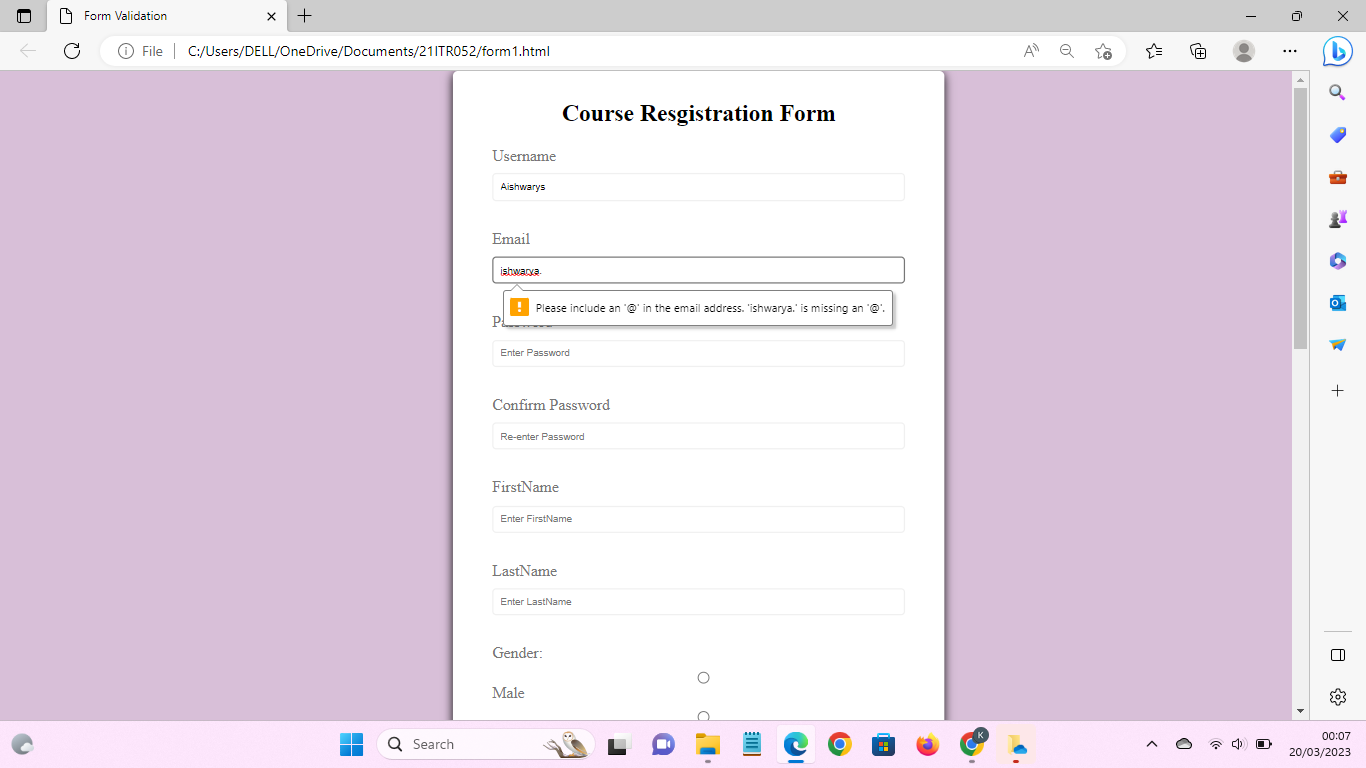 Form Validation
File
C:/Users/DELL/OneDrive/Documents/21ITR052/form1.html
Course Resgistration Form
Username
Aishwarys
Email
ishwarya.
Please include an '@' in the email address. 'ishwarya.' is missing an '@'.
Password
Enter Password
Confirm Password
Re-enter Password
FirstName
Enter FirstName
LastName
Enter LastName
Gender:
Male
Search
K
00:07
20/03/2023